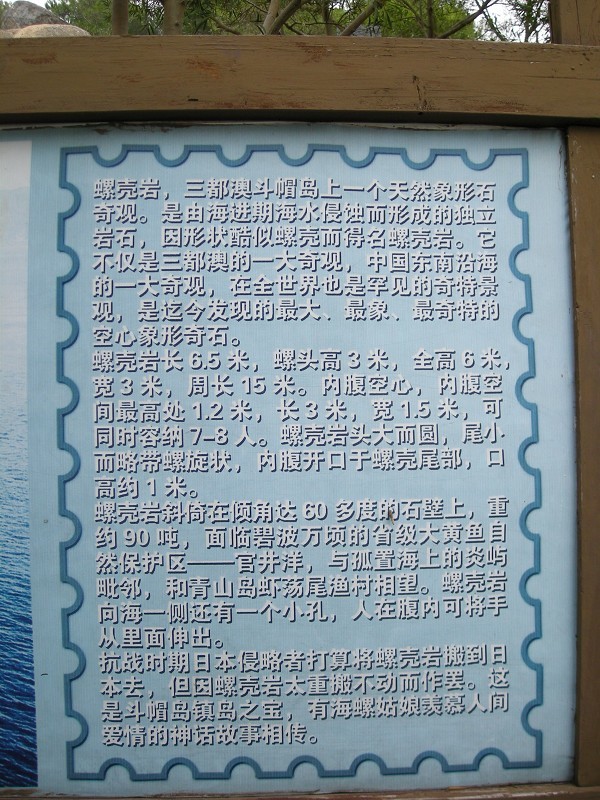 螺壳岩，三都澳斗帽岛上一个天然象形石
奇观。是由海进期海水侵蚀而形成的独立
岩石，因形状酷似螺壳而得名螺壳岩。它
不仅是三都澳的一大奇观，中国东南沿海
的一大奇观，在全世界也是罕见的奇特景
观，是迄今发现的最大、最象、最奇特的
空心象形奇石。
螺壳岩长 6.5 米，螺头高 3 米，全高 6 米，
宽 3 米，周长 15 米。内腹空心，内腹空
间最高处 1.2 米，长 3 米，宽 1.5 米，可
同时容纳 7–8 人。螺壳岩头大而圆，尾小
而略带螺旋状，内腹开口于螺壳尾部，口
高约 1 米。
螺壳岩斜倚在倾角达 60 多度的石壁上，重
约 90 吨，面临碧波万顷的省级大黄鱼自
然保护区——官井洋，与孤置海上的炎屿
毗邻，和青山岛虾荡尾渔村相望。螺壳岩
向海一侧还有一个小孔，人在腹内可将手
从里面伸出。
抗战时期日本侵略者打算将螺壳岩搬到日
本去，但因螺壳岩太重搬不动而作罢。这
是斗帽岛镇岛之宝，有海螺姑娘羡慕人间
爱情的神话故事相传。